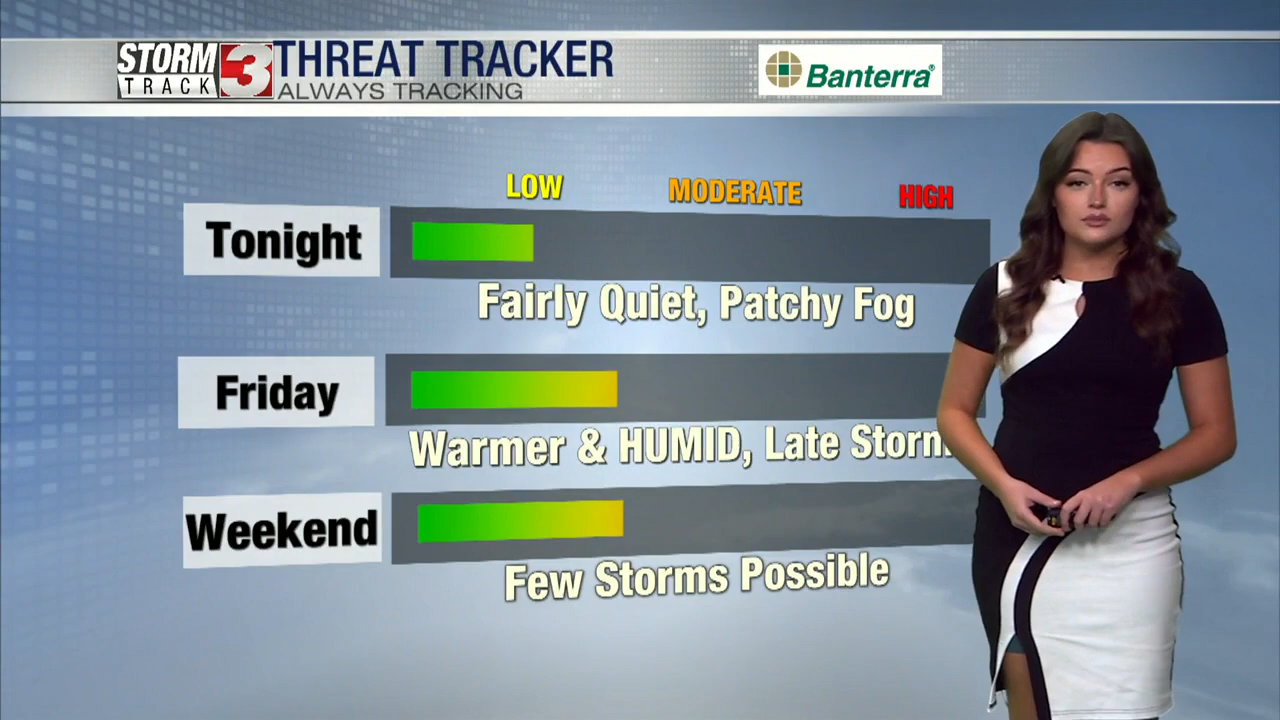 STORM
TRACK
3
THREAT TRACKER
ALWAYS TRACKING
Banterra®
LOW
MODERATE
HIGH
Tonight
Fairly Quiet, Patchy Fog
Friday
Warmer & HUMID, Late Storm
Weekend
Few Storms Possible